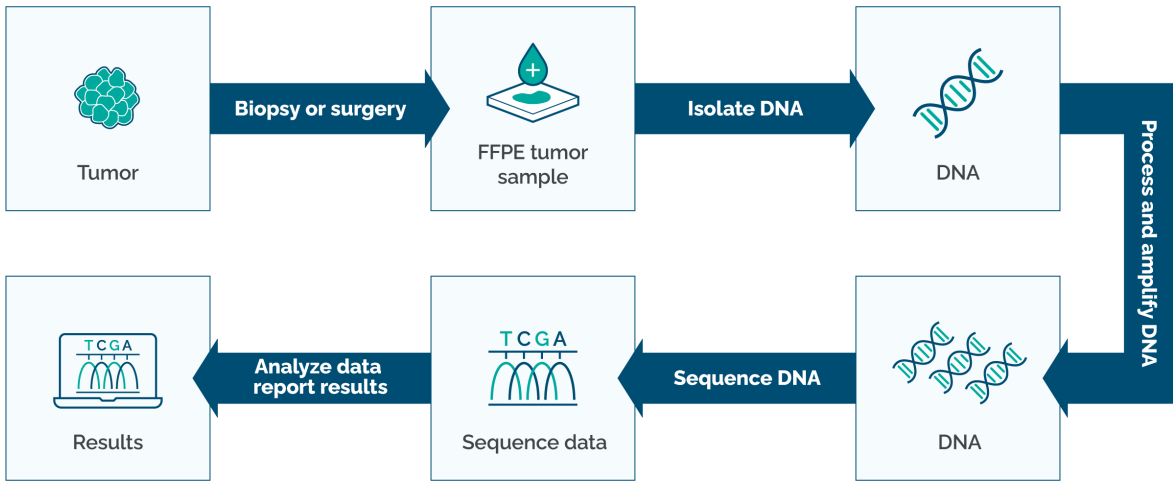 Tumor
Biopsy or surgery
FFPE tumor
sample
Isolate DNA
DNA
Process and amplify DNA
DNA
Sequence DNA
TCGA
Sequence data
Analyze data
report results
TCGA
Results